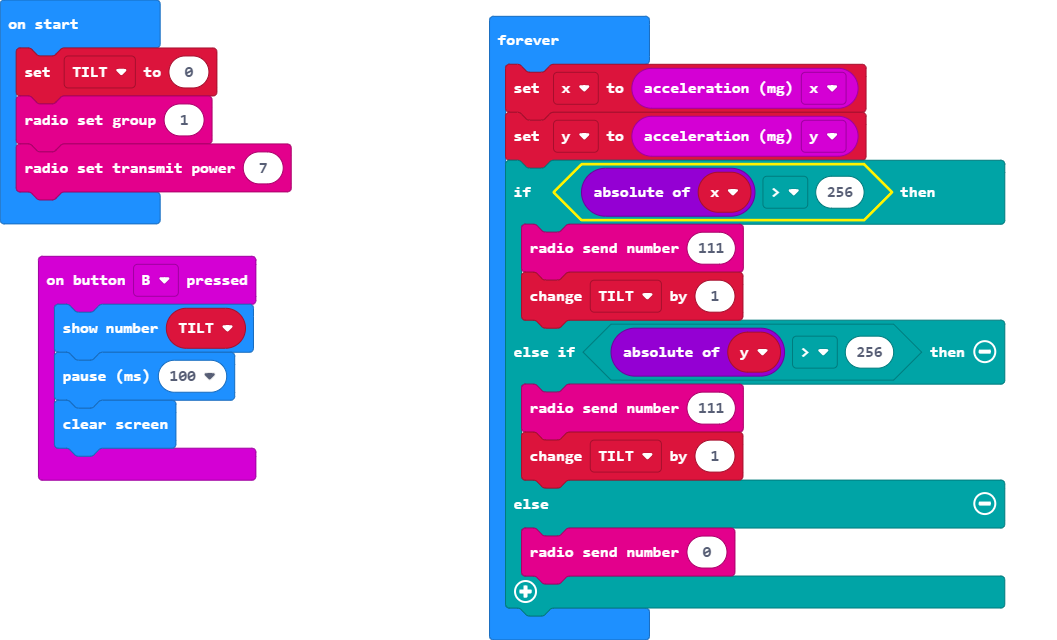 on start
set TILT to 0
radio set group 1
radio set transmit power 7
on button B pressed
show number TILT
pause (ms) 100
clear screen
forever
set x to acceleration (mg) x
set y to acceleration (mg) y
if absolute of x > 256 then
radio send number 111
change TILT by 1
else if absolute of y > 256 then
radio send number 111
change TILT by 1
else
radio send number 0